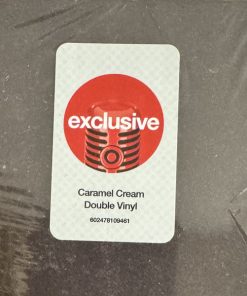 exclusive
Caramel Cream
Double Vinyl
602478109461